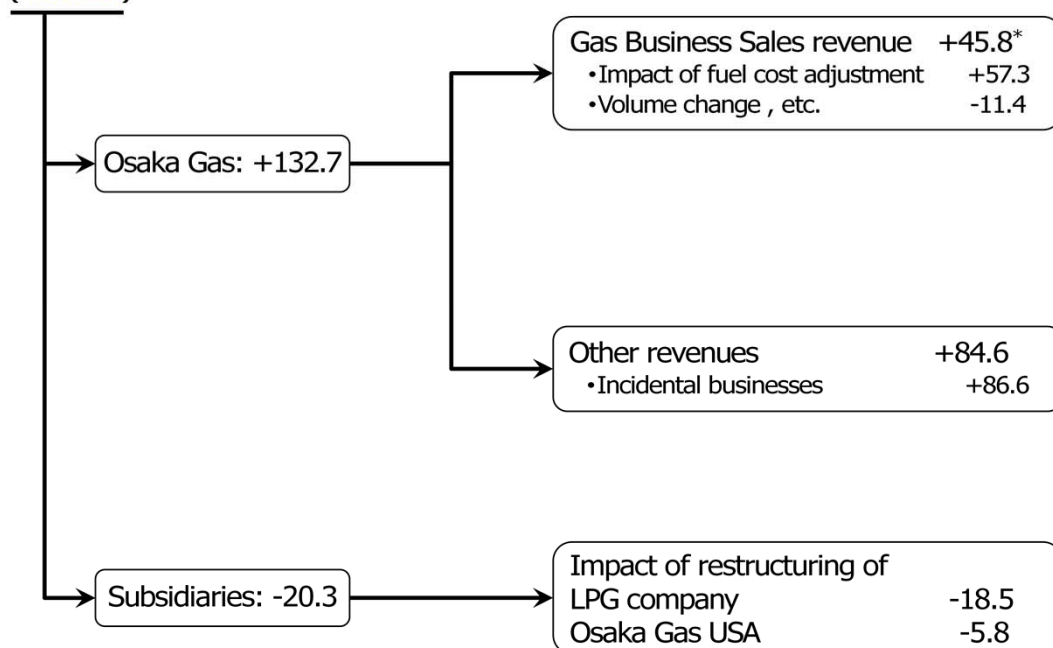 Osaka Gas: +132.7
Gas Business Sales revenue +45.8*
•Impact of fuel cost adjustment +57.3
•Volume change , etc. -11.4
Other revenues +84.6
•Incidental businesses +86.6
Subsidiaries: -20.3
Impact of restructuring of
LPG company -18.5
Osaka Gas USA -5.8